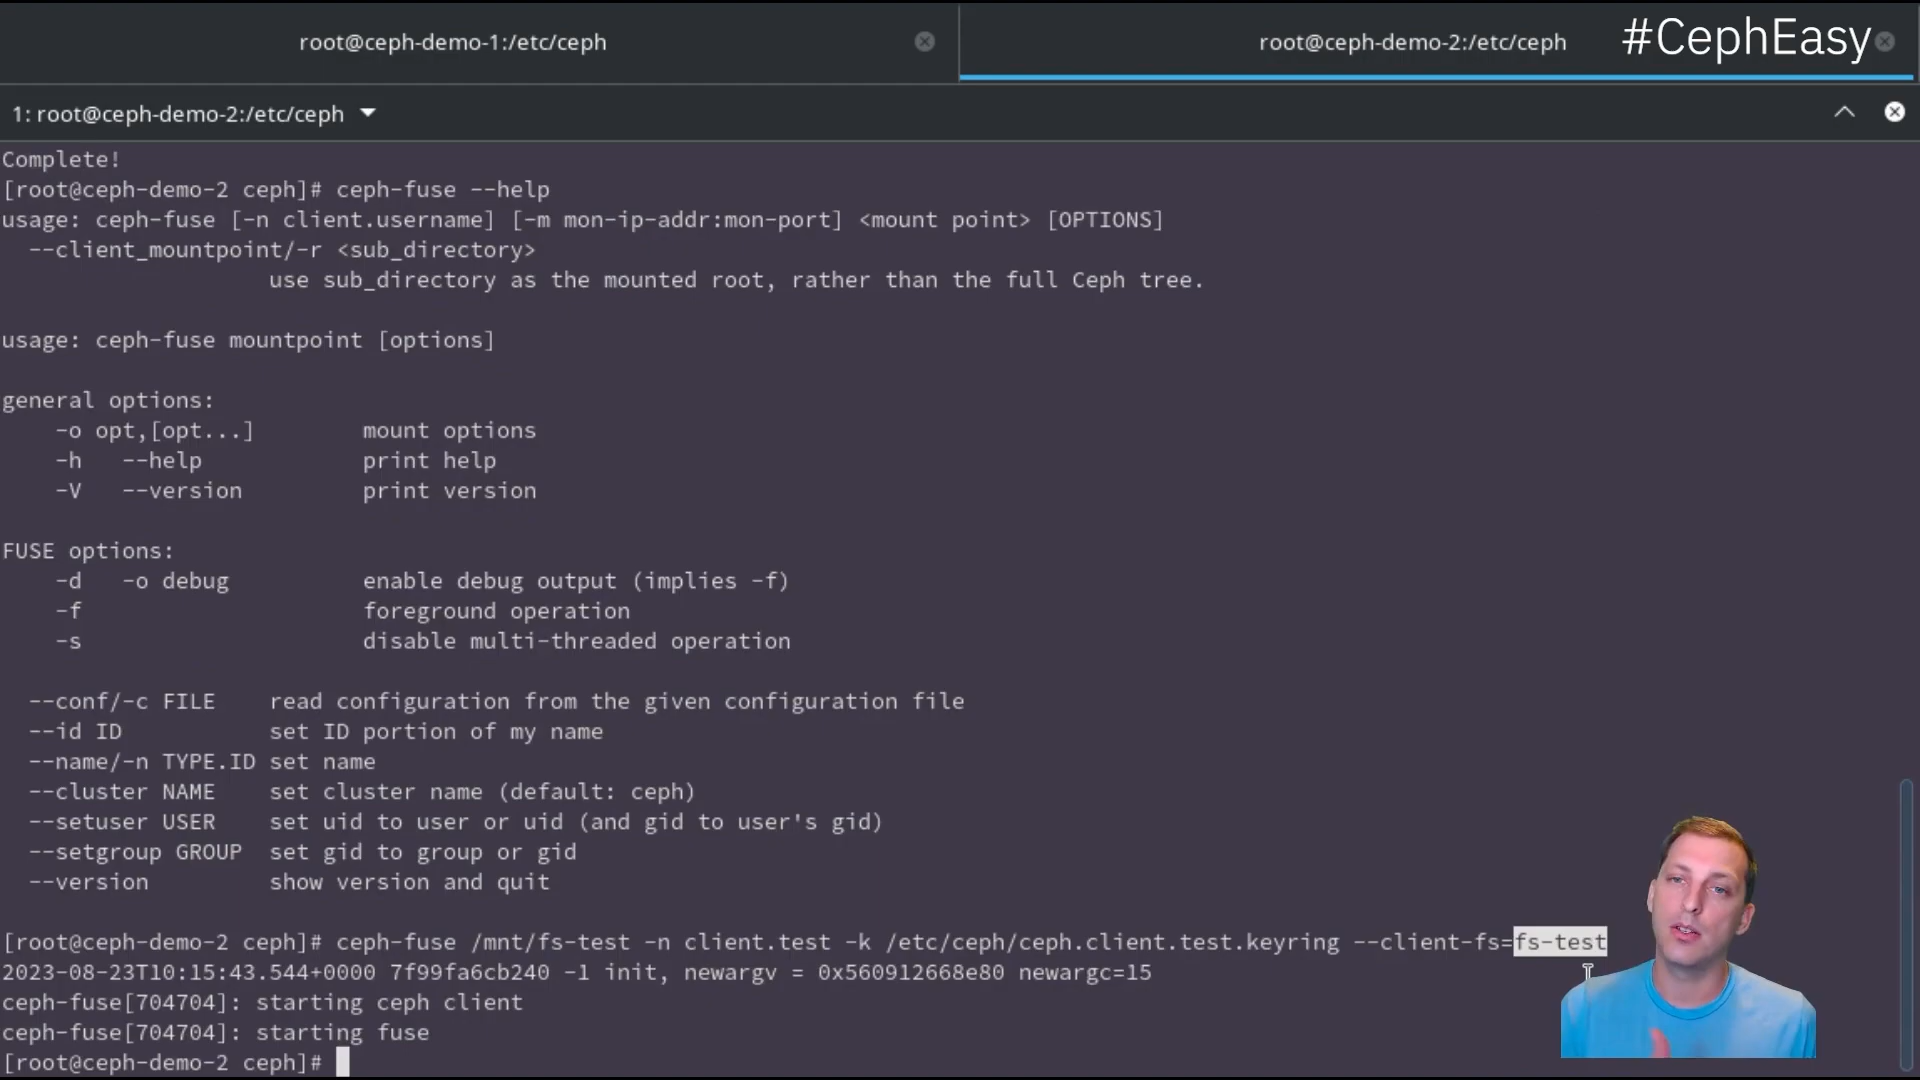 root@ceph-demo-1:/etc/ceph
root@ceph-demo-2:/etc/ceph
#CephEasy
1: root@ceph-demo-2:/etc/ceph
Complete!
[root@ceph-demo-2 ceph]# ceph-fuse --help
usage: ceph-fuse [-n client.username] [-m mon-ip-addr:mon-port] <mount point> [OPTIONS]
  --client_mountpoint/-r <sub_directory>
                    use sub_directory as the mounted root, rather than the full Ceph tree.
usage: ceph-fuse mountpoint [options]
general options:
    -o opt,[opt...]        mount options
    -h   --help            print help
    -V   --version         print version
FUSE options:
    -d   -o debug          enable debug output (implies -f)
    -f                     foreground operation
    -s                     disable multi-threaded operation
  --conf/-c FILE    read configuration from the given configuration file
  --id ID           set ID portion of my name
  --name/-n TYPE.ID set name
  --cluster NAME    set cluster name (default: ceph)
  --setuser USER    set uid to user or uid (and gid to user's gid)
  --setgroup GROUP  set gid to group or gid
  --version         show version and quit
[root@ceph-demo-2 ceph]# ceph-fuse /mnt/fs-test -n client.test -k /etc/ceph/ceph.client.test.keyring --client-fs=fs-test
2023-08-23T10:15:43.544+0000 7f99fa6cb240 -1 init, newargv = 0x560912668e80 newargc=15
ceph-fuse[704704]: starting ceph client
ceph-fuse[704704]: starting fuse
[root@ceph-demo-2 ceph]#